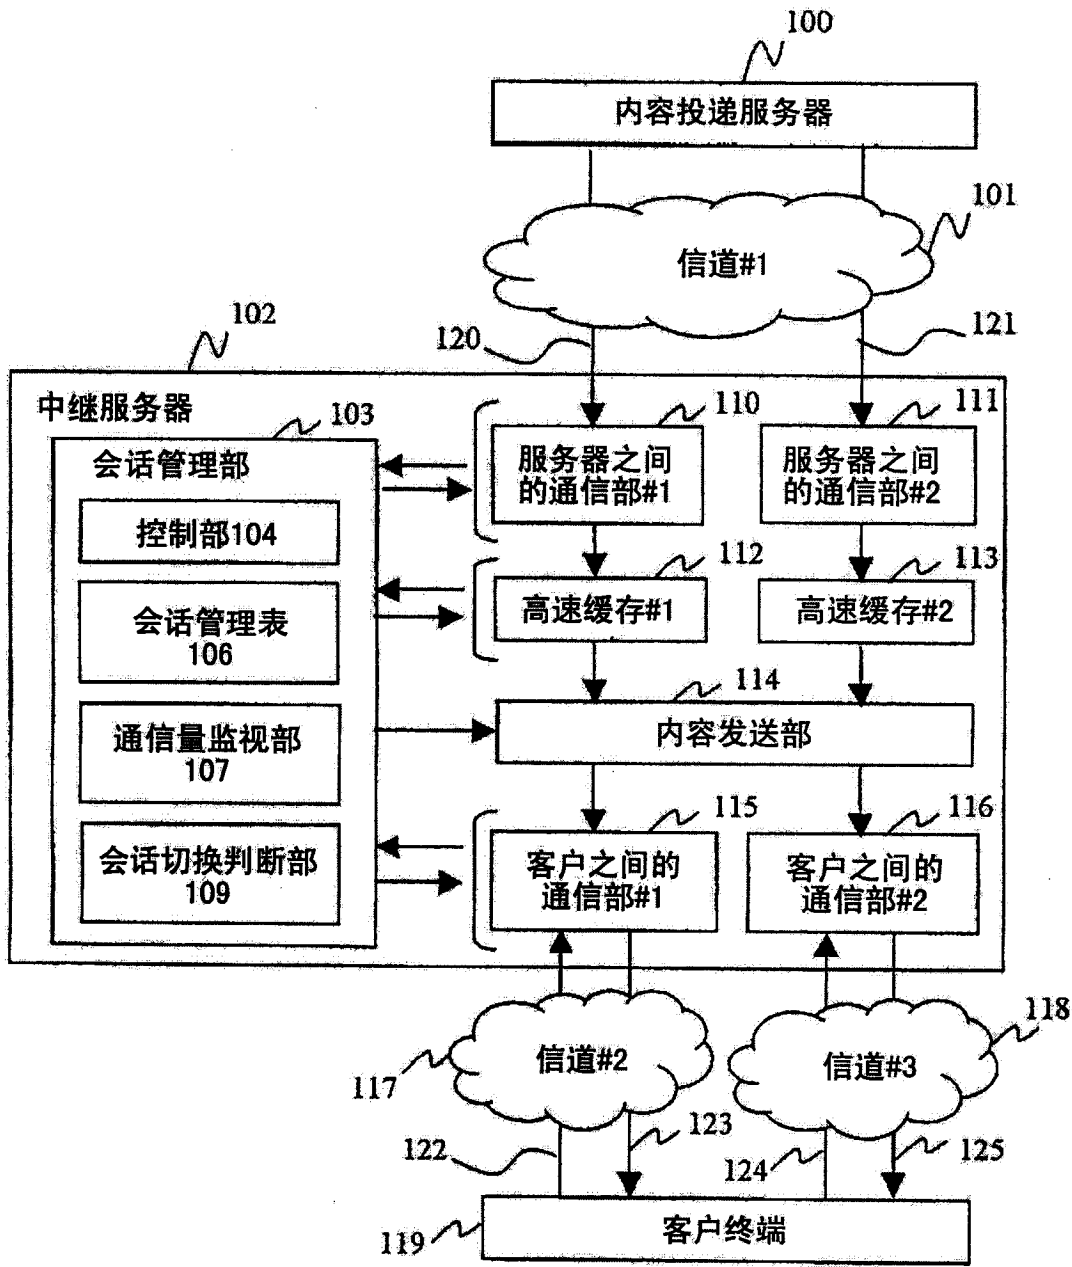 100
内容投递服务器
101
信道#1
102
120
121
中继服务器
103
110
111
会话管理部
服务器之间
的通信部#1
服务器之间
的通信部#2
控制部104
112
113
会话管理表
106
高速缓存#1
高速缓存#2
114
通信量监视部
107
内容发送部
115
116
会话切换判断部
109
客户之间的
通信部#1
客户之间的
通信部#2
118
信道#2
信道#3
117
122
123
124
125
119
客户终端